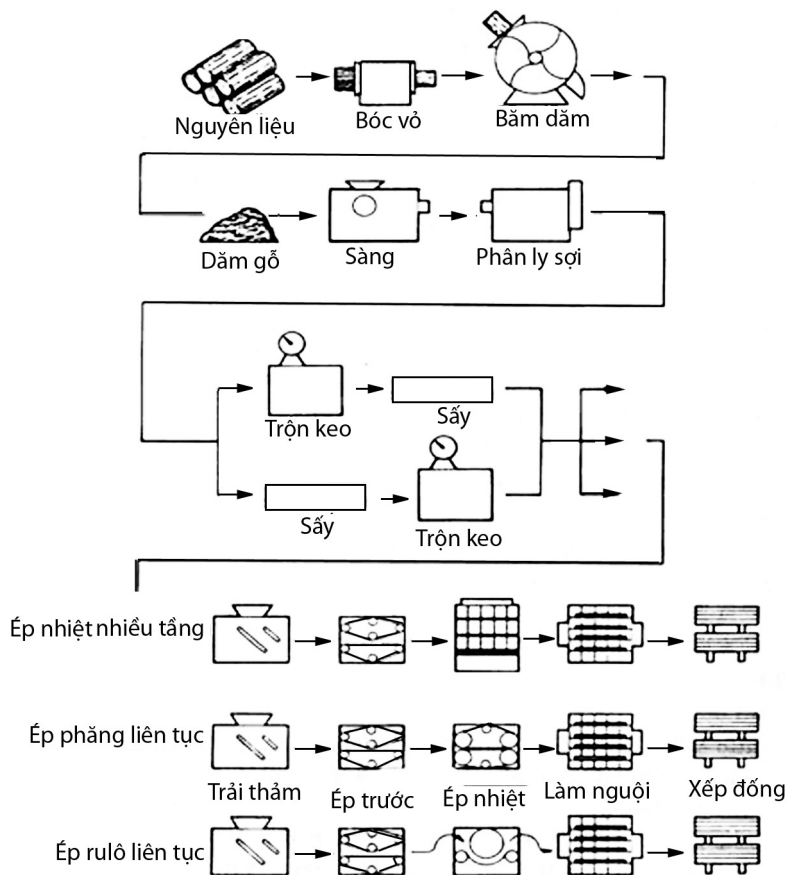 Nguyên liệu
Bóc vỏ
Băm dăm
Dăm gỗ
Sàng
Phân ly sợi
Trộn keo
Sấy
Sấy
Trộn keo
Ép nhiệt nhiều tầng
Ép phăng liên tục
Trải thảm
Ép trước
Ép nhiệt
Làm nguội
Xếp đống
Ép rulô liên tục